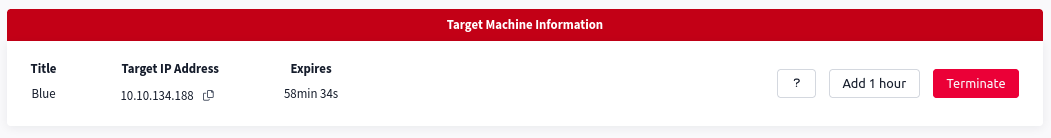 Target Machine Information
Title Target IP Address Expires
Blue 10.10.134.188 58min 34s ? Add 1 hour Terminate